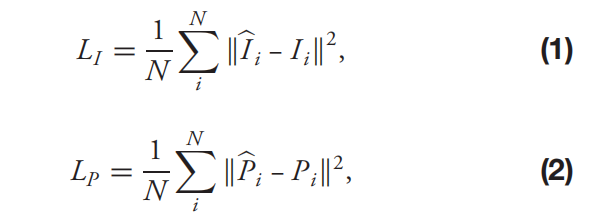 L_I = \frac{1}{N} \sum_{i}^{N} \|\widehat{I}_i - I_i\|^2, (1)
L_P = \frac{1}{N} \sum_{i}^{N} \|\widehat{P}_i - P_i\|^2, (2)